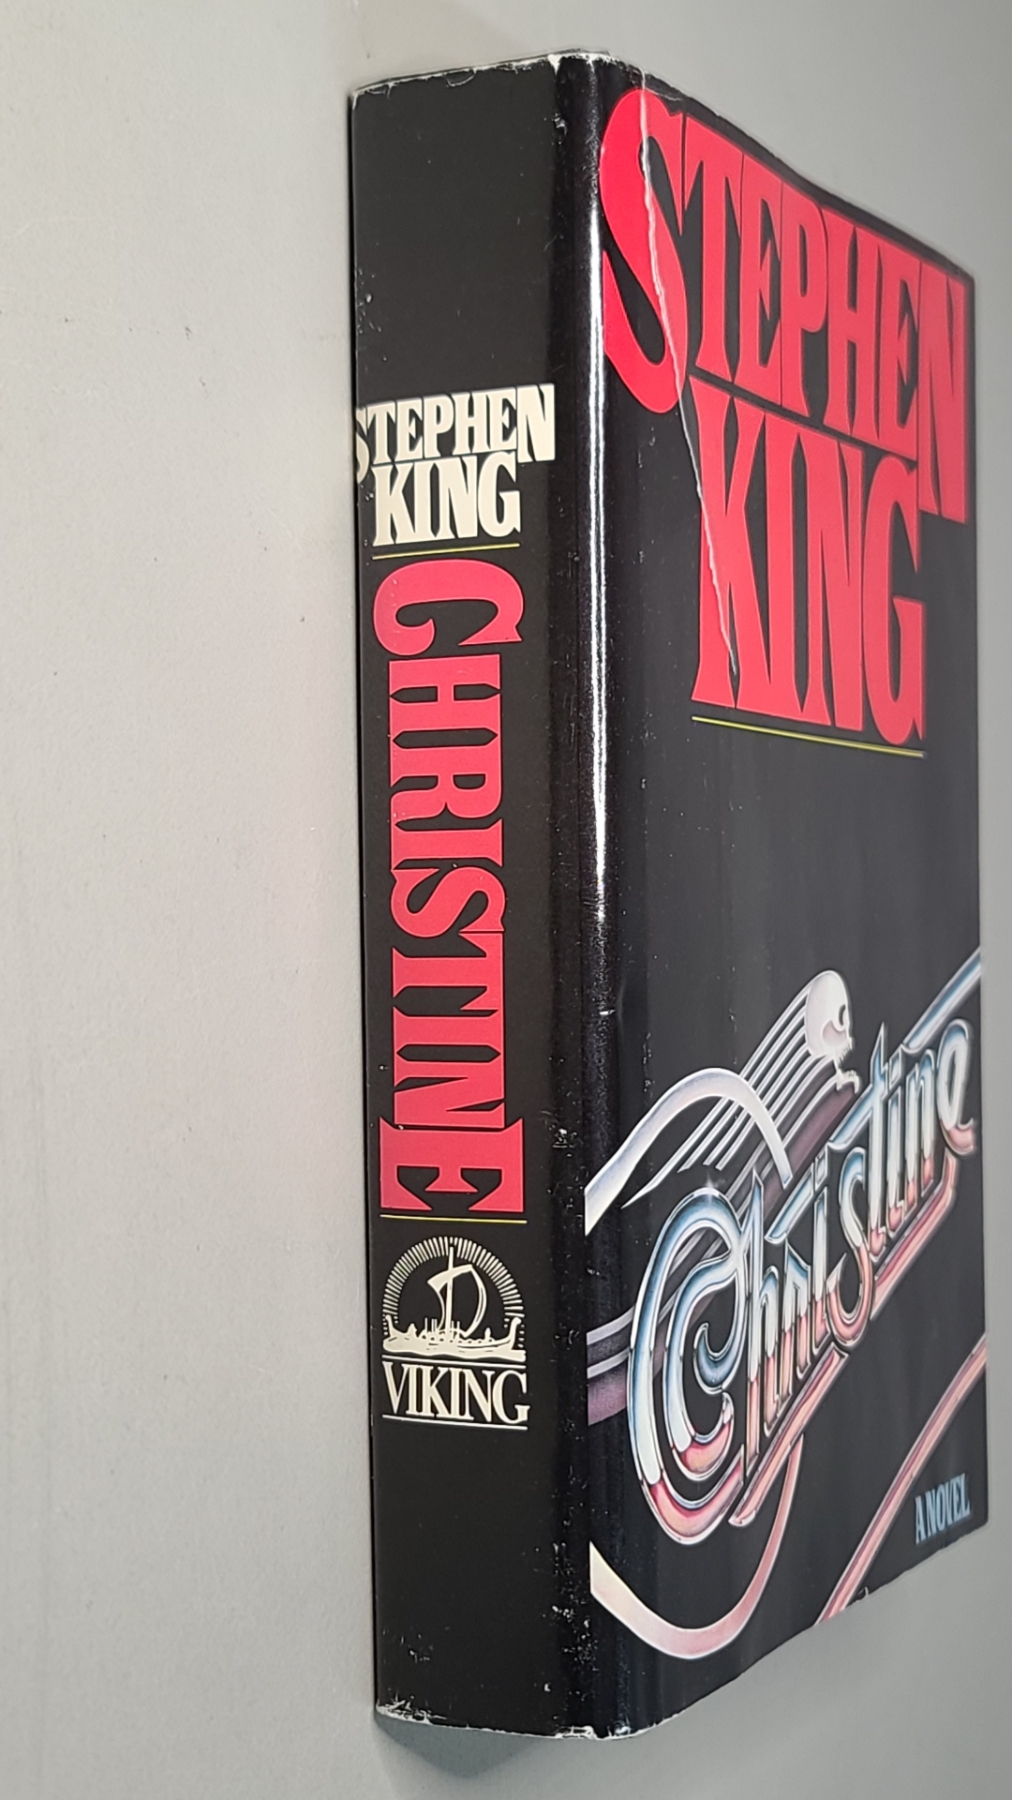 STEPHEN
KING
CHRISTINE
VIKING
STEPHEN
KING
Christine
A NOVEL